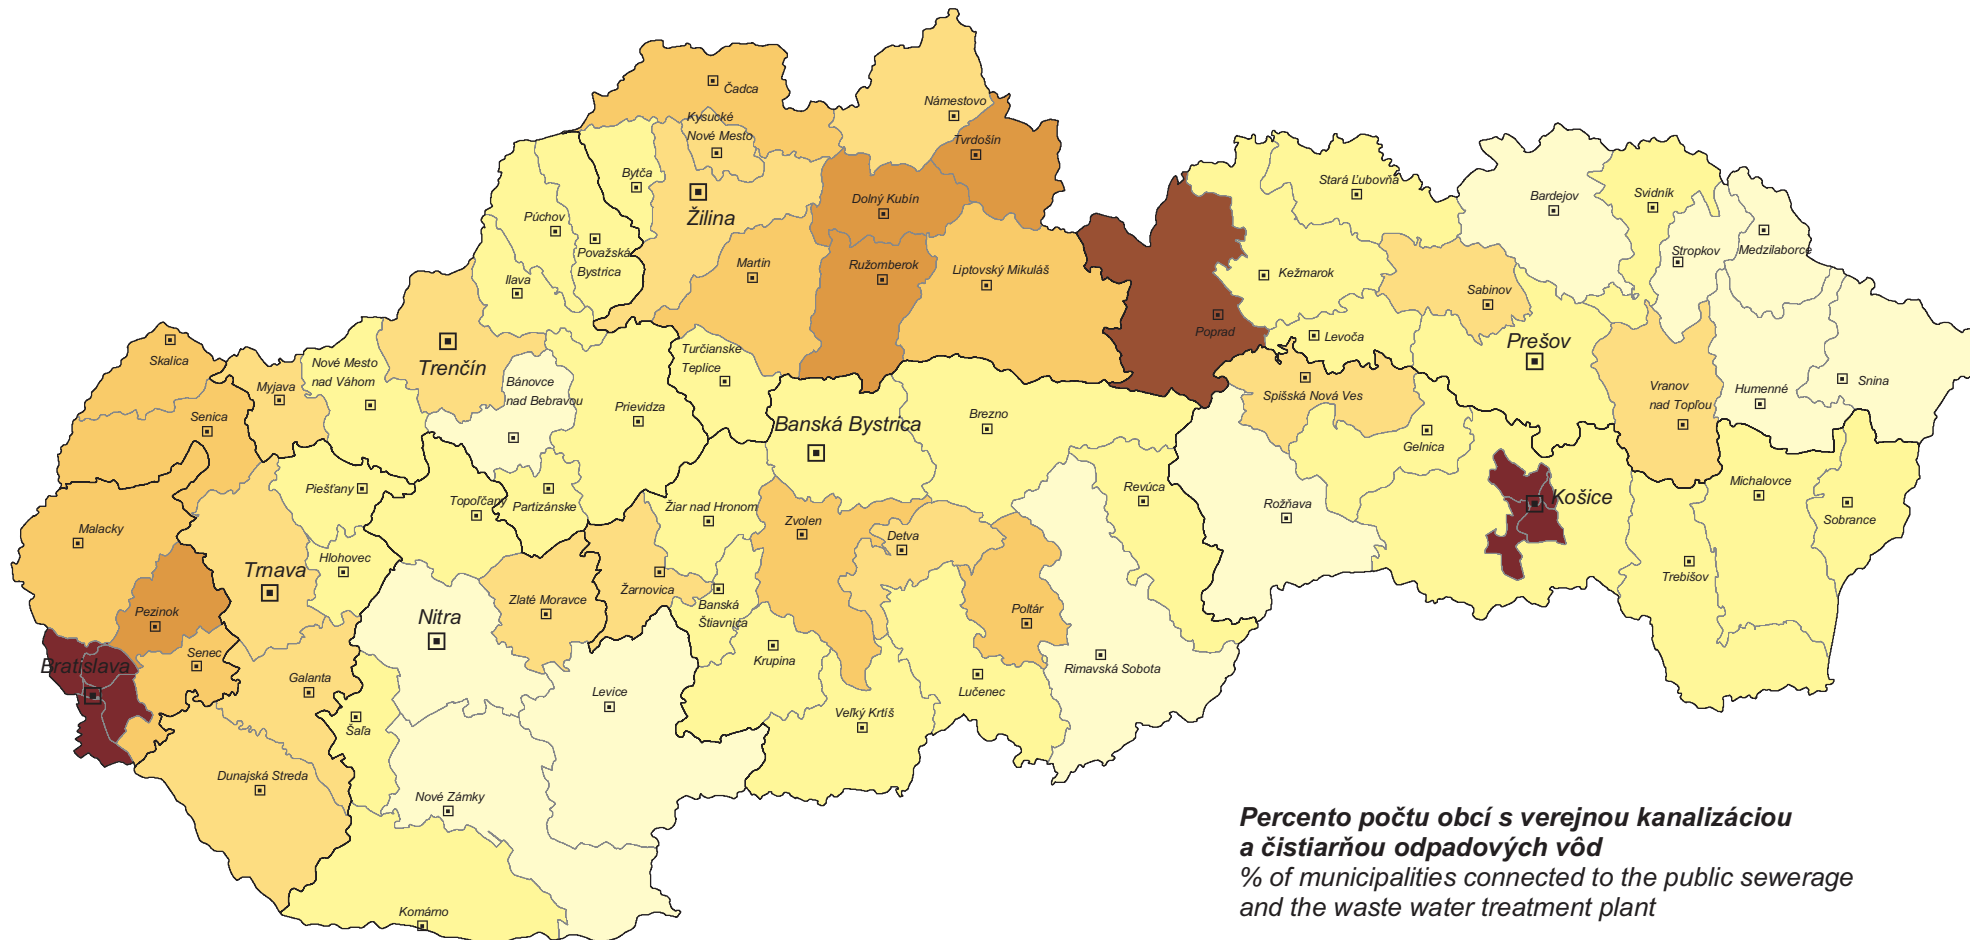 Čadca
Kysucké
Nové Mesto
Námestovo
Tvrdošín
Bytča
Žilina
Dolný Kubín
Stará Ľubovňa
Bardejov
Svidník
Púchov
Považská
Bystrica
Stropkov
Medzilaborce
Ilava
Martin
Ružomberok
Liptovský Mikuláš
Kežmarok
Sabinov
Poprad
Levoča
Prešov
Skalica
Myjava
Nové Mesto
nad Váhom
Trenčín
Bánovce
nad Bebravou
Turčianske
Teplice
Prievidza
Senica
Banská Bystrica
Brezno
Spišská Nová Ves
Gelnica
Vranov
nad Topľou
Humenné
Snina
Piešťany
Topoľčany
Partizánske
Žiar nad Hronom
Zvolen
Detva
Revúca
Rožňava
Košice
Michalovce
Sobrance
Malacky
Trnava
Hlohovec
Trebišov
Pezinok
Nitra
Zlaté Moravce
Žarnovica
Banská
Štiavnica
Poltár
Bratislava
Senec
Galanta
Šaľa
Levice
Krupina
Lučenec
Rimavská Sobota
Veľký Krtíš
Dunajská Streda
Nové Zámky
Komárno
Percento počtu obcí s verejnou kanalizáciou
a čistiarňou odpadových vôd
% of municipalities connected to the public sewerage
and the waste water treatment plant